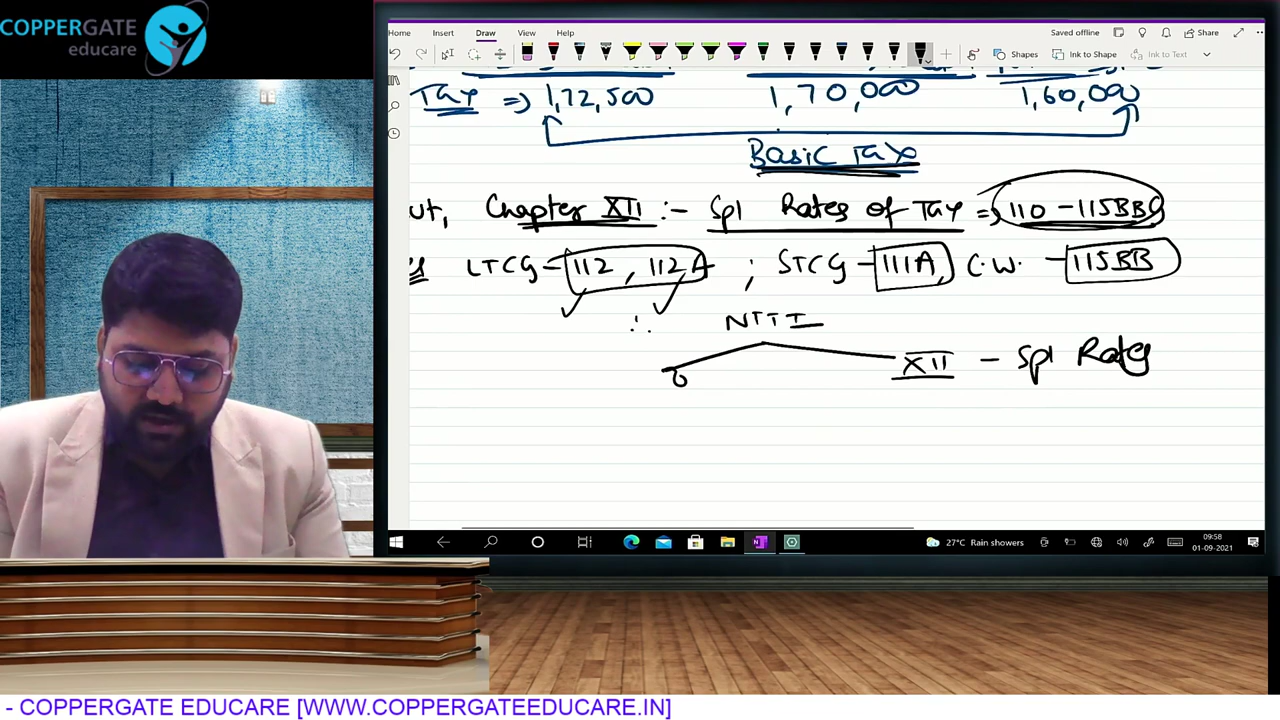 COPPERGATE
educare
Home Insert Draw View Help
Saved offline
Share
Shapes
Ink to Shape
Ink to Text
Tax => 1,72,500 1,70,000 1,60,000
Basic Tax
ut, Chapter XII :- Spl Rates of Tax => 110 - 115BBG
LTCG - 112, 112A ; STCG - 111A, C.W. - 115BB
∴ NTTI
XII - Spl Rates
27°C Rain showers
09:58
01-09-2021
- COPPERGATE EDUCARE [WWW.COPPERGATEEDUCARE.IN]